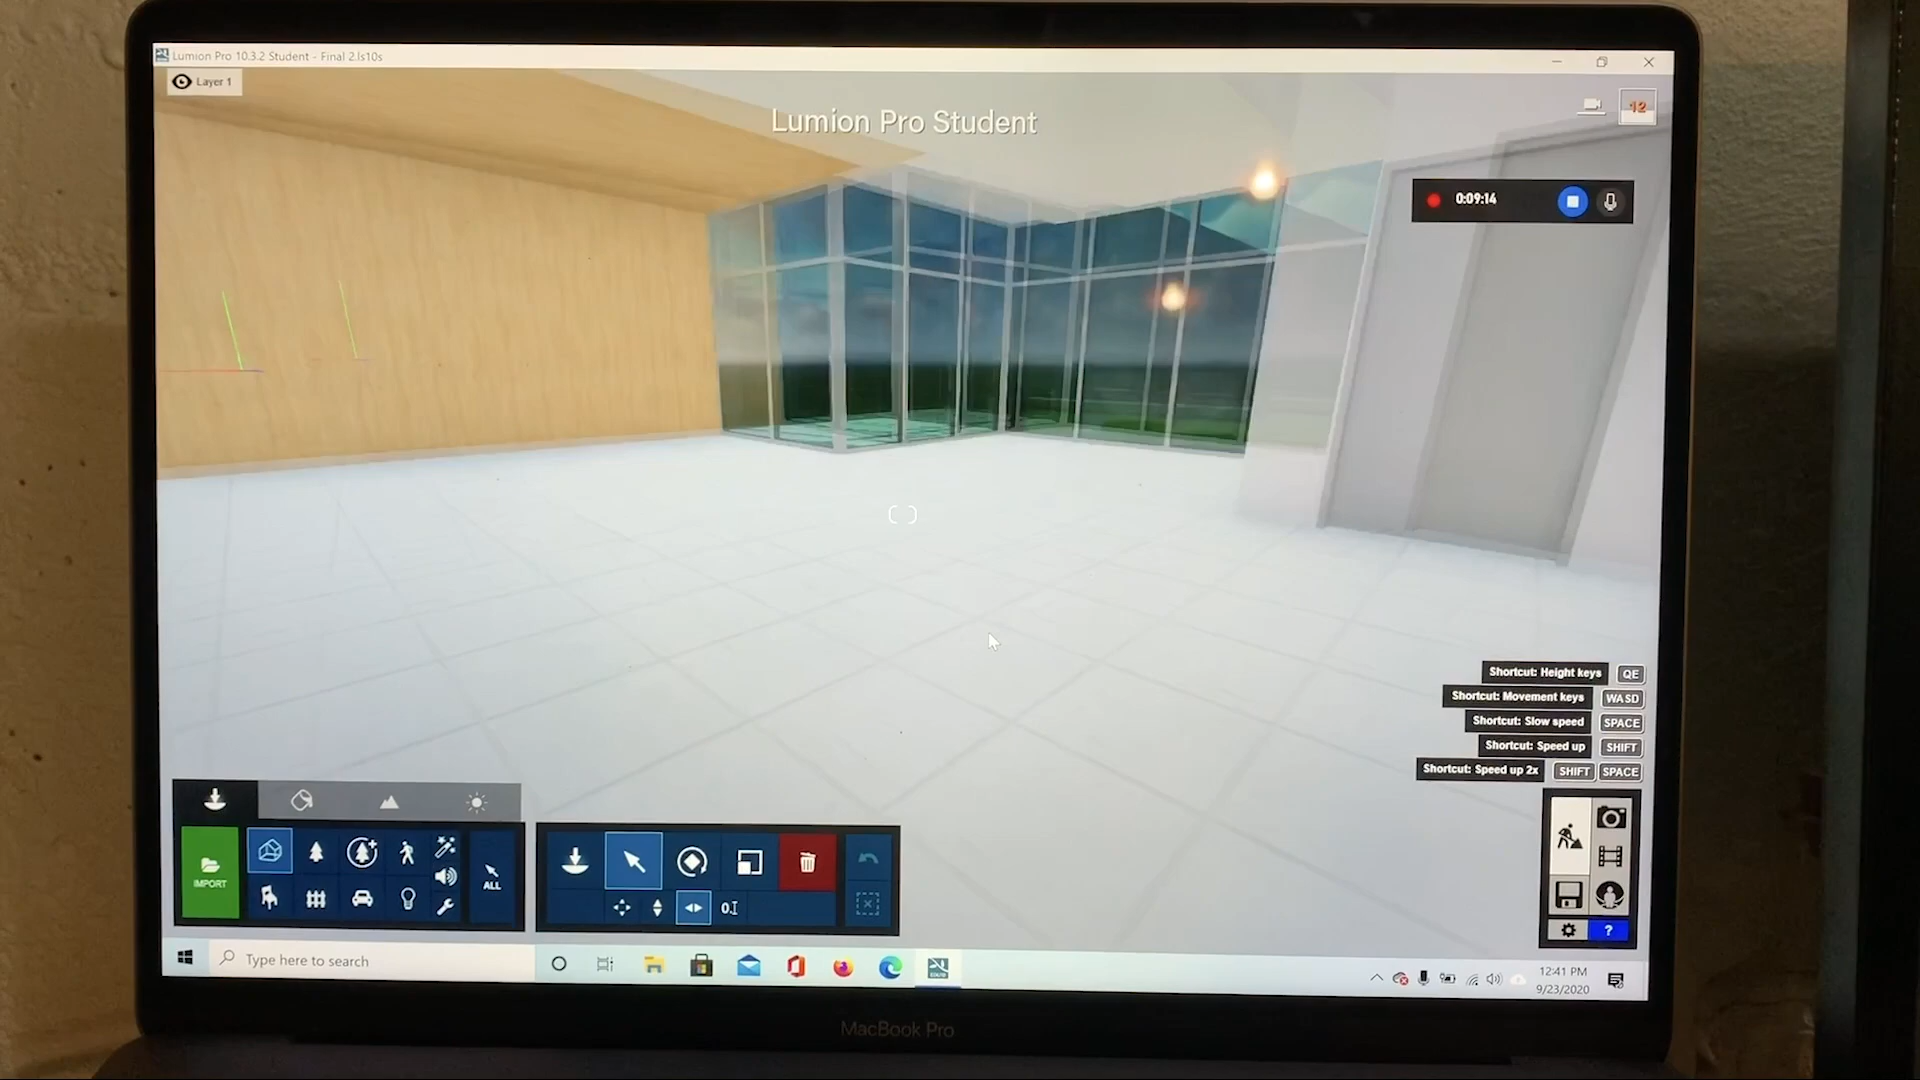 Lumion Pro 10.3.2 Student - Final 2.ls10s
Layer 1
Lumion Pro Student
12
0:09:14
Shortcut: Height keys QE
Shortcut: Movement keys WASD
Shortcut: Slow speed SPACE
Shortcut: Speed up SHIFT
Shortcut: Speed up 2x SHIFT SPACE
IMPORT
ALL
?
Type here to search
12:41 PM
9/23/2020
MacBook Pro